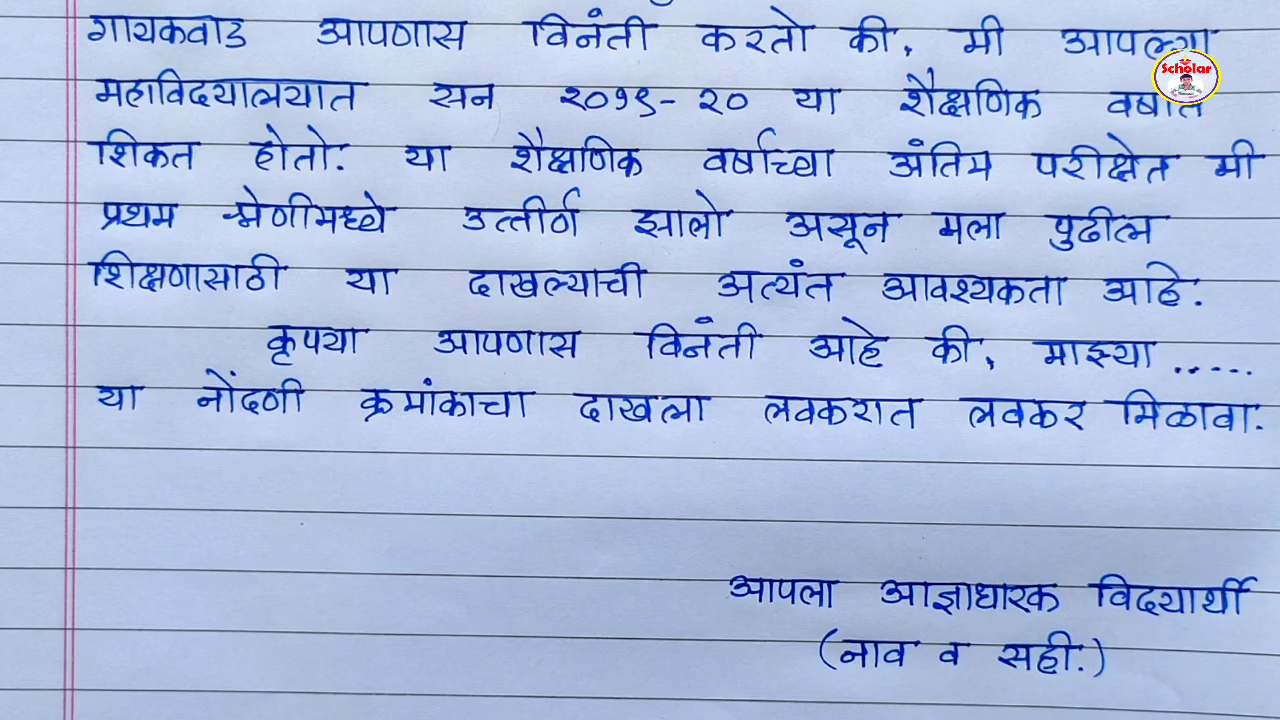 गायकवाड आपणास विनंती करतो की, मी आपल्या
Scholar
महाविदयालयात सन २०१९-२० या शैक्षणिक वर्षात
शिकत होतो. या शैक्षणिक वर्षाच्या अंतिम परीक्षेत मी
प्रथम श्रेणीमध्ये उत्तीर्ण झालो असून मला पुढील
शिक्षणासाठी या दाखल्याची अत्यंत आवश्यकता आहे.
कृपया आपणास विनंती आहे की, माझ्या .....
या नोंदणी क्रमांकाचा दाखला लवकरात लवकर मिळावा.
आपला आज्ञाधारक विदयार्थी
(नाव व सही.)